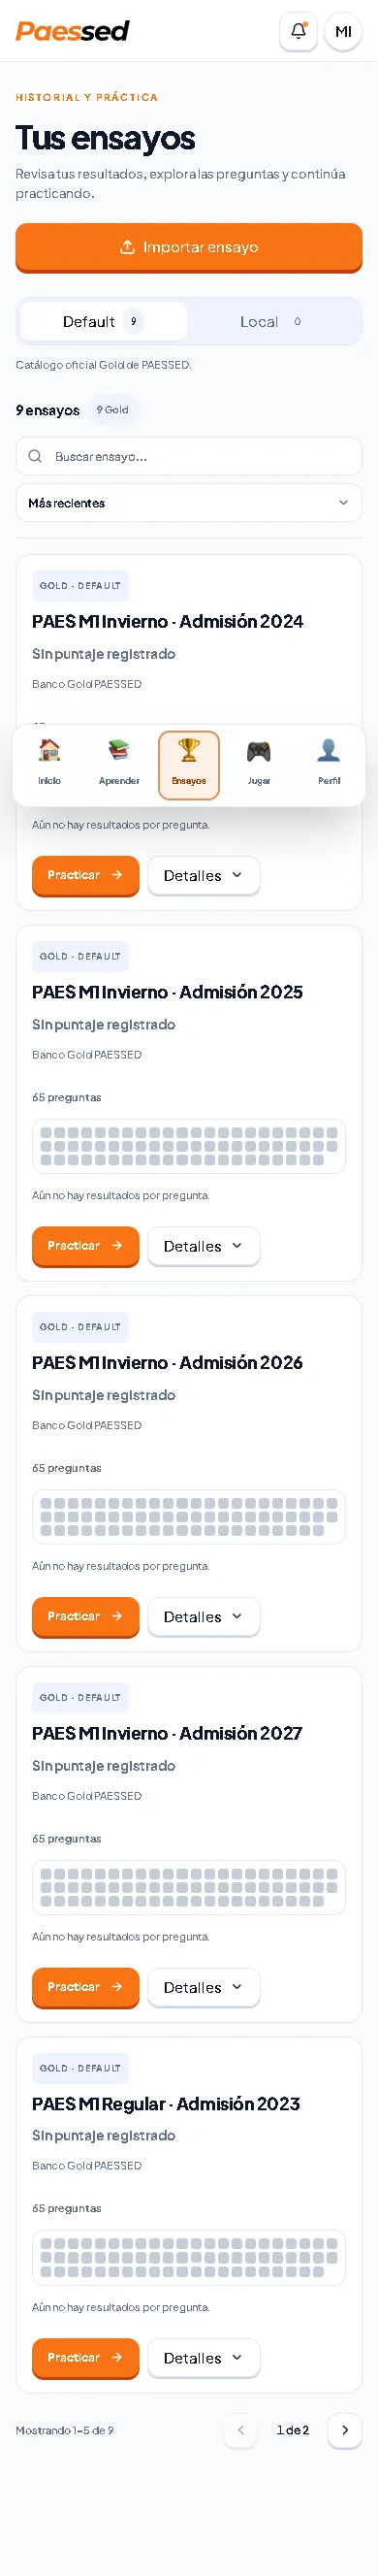 Paessed
MI
HISTORIAL Y PRÁCTICA
Tus ensayos
Revisa tus resultados, explora las preguntas y continúa
practicando.
Importar ensayo
Default 9
Local 0
Catálogo oficial Gold de PAESSED.
9 ensayos 9 Gold
Buscar ensayo...
Más recientes
GOLD · DEFAULT
PAES M1 Invierno · Admisión 2024
Sin puntaje registrado
Banco Gold PAESSED
Inicio Aprender Ensayos Jugar Perfil
Aún no hay resultados por pregunta.
Practicar Detalles
GOLD · DEFAULT
PAES M1 Invierno · Admisión 2025
Sin puntaje registrado
Banco Gold PAESSED
65 preguntas
Aún no hay resultados por pregunta.
Practicar Detalles
GOLD · DEFAULT
PAES M1 Invierno · Admisión 2026
Sin puntaje registrado
Banco Gold PAESSED
65 preguntas
Aún no hay resultados por pregunta.
Practicar Detalles
GOLD · DEFAULT
PAES M1 Invierno · Admisión 2027
Sin puntaje registrado
Banco Gold PAESSED
65 preguntas
Aún no hay resultados por pregunta.
Practicar Detalles
GOLD · DEFAULT
PAES M1 Regular · Admisión 2023
Sin puntaje registrado
Banco Gold PAESSED
65 preguntas
Aún no hay resultados por pregunta.
Practicar Detalles
Mostrando 1–5 de 9
1 de 2